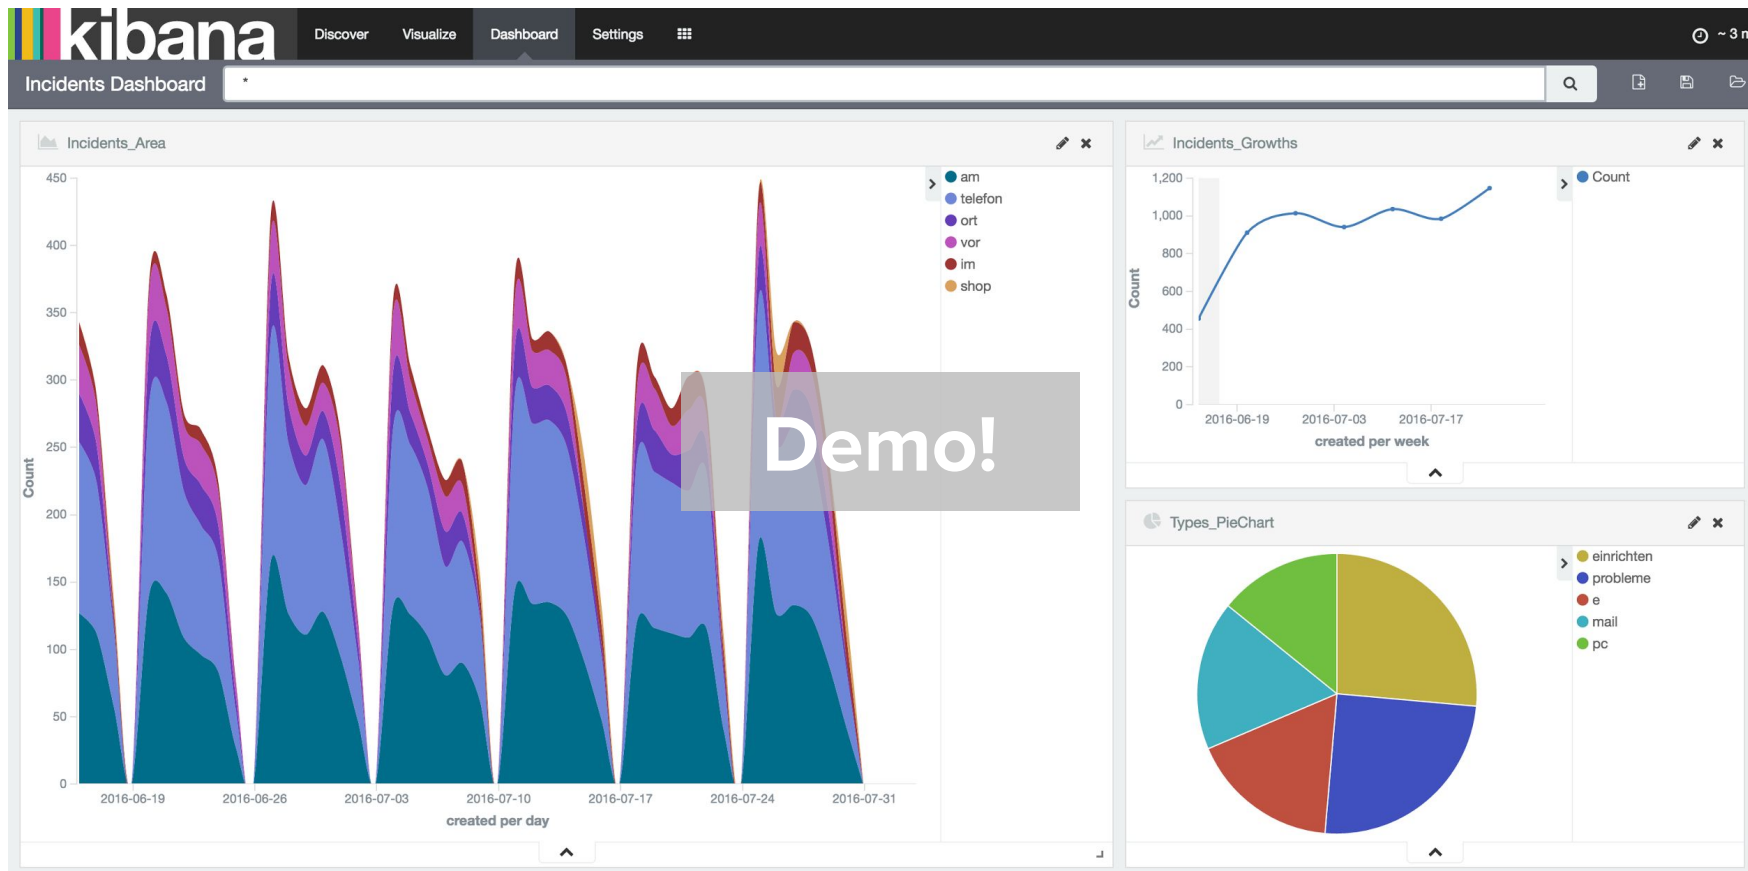 kibana
Discover Visualize Dashboard Settings
~ 3 m
Incidents Dashboard *
Incidents_Area
450
400
350
300
250
200
150
100
50
0
Count
2016-06-19 2016-06-26 2016-07-03 2016-07-10 2016-07-17 2016-07-24 2016-07-31
created per day
am
telefon
ort
vor
im
shop
Demo!
Incidents_Growths
1,200
1,000
800
600
400
200
0
Count
2016-06-19 2016-07-03 2016-07-17
created per week
Count
Types_PieChart
einrichten
probleme
e
mail
pc